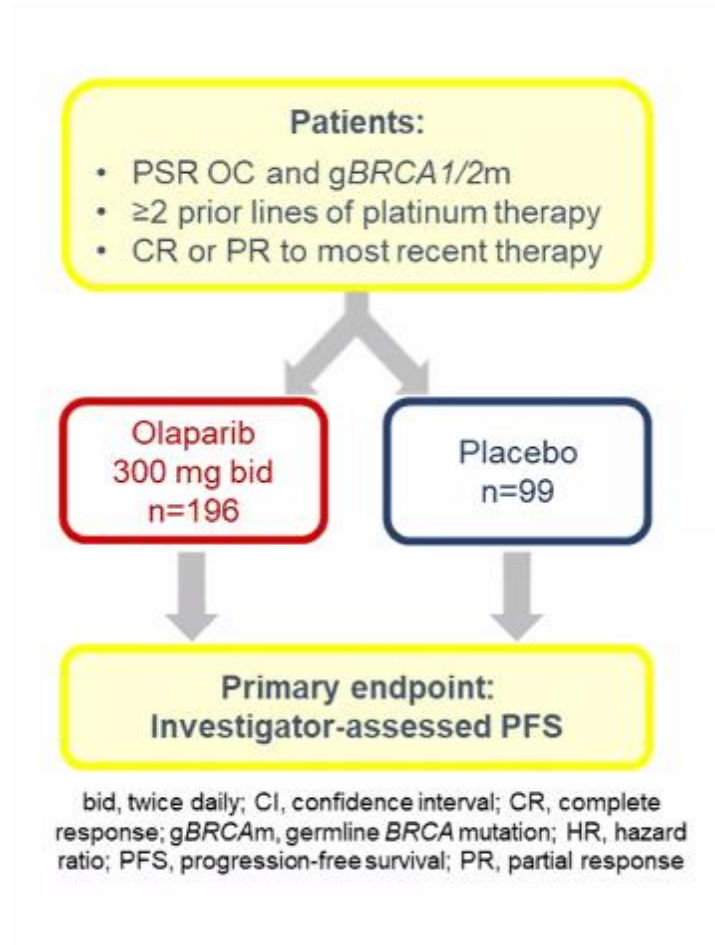 Patients:
• PSR OC and gBRCA1/2m
• ≥2 prior lines of platinum therapy
• CR or PR to most recent therapy
Olaparib
300 mg bid
n=196
Placebo
n=99
Primary endpoint:
Investigator-assessed PFS
bid, twice daily; CI, confidence interval; CR, complete
response; gBRCAm, germline BRCA mutation; HR, hazard
ratio; PFS, progression-free survival; PR, partial response